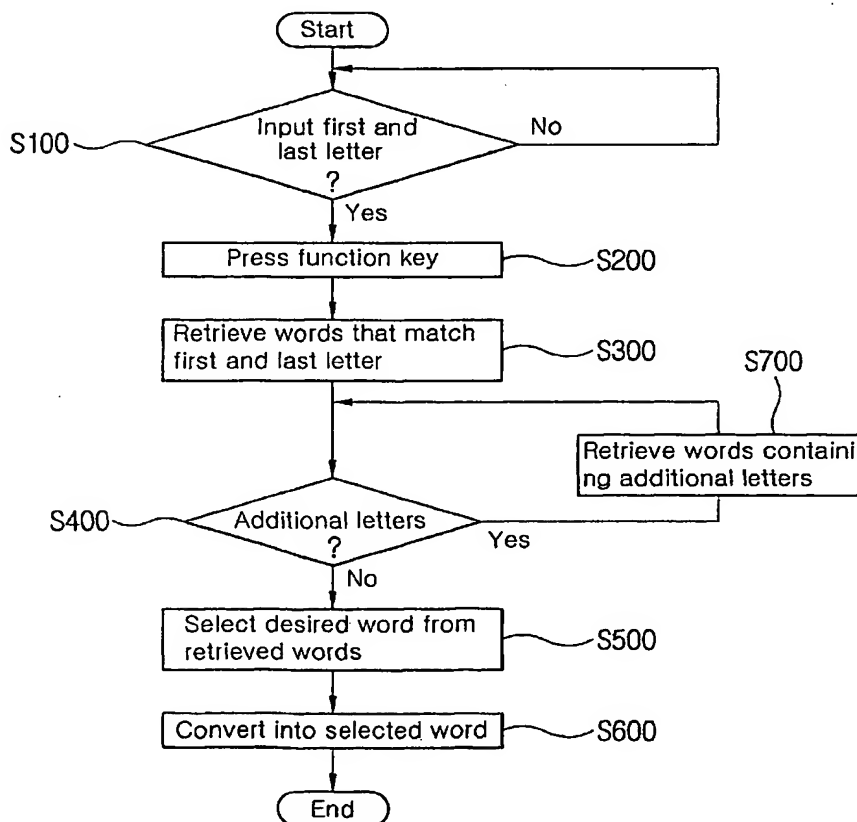 Start
Input first and
last letter
?
No
S100
Yes
Press function key
S200
Retrieve words that match
first and last letter
S300
S700
Retrieve words containi
ng additional letters
S400
Additional letters
?
Yes
No
Select desired word from
retrieved words
S500
Convert into selected word
S600
End